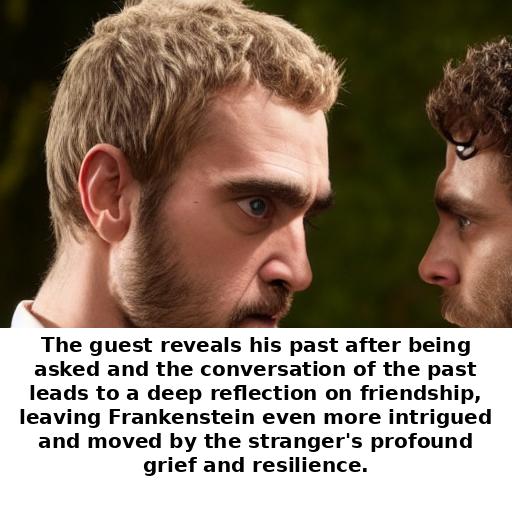 The guest reveals his past after being
asked and the conversation of the past
leads to a deep reflection on friendship,
leaving Frankenstein even more intrigued
and moved by the stranger's profound
grief and resilience.